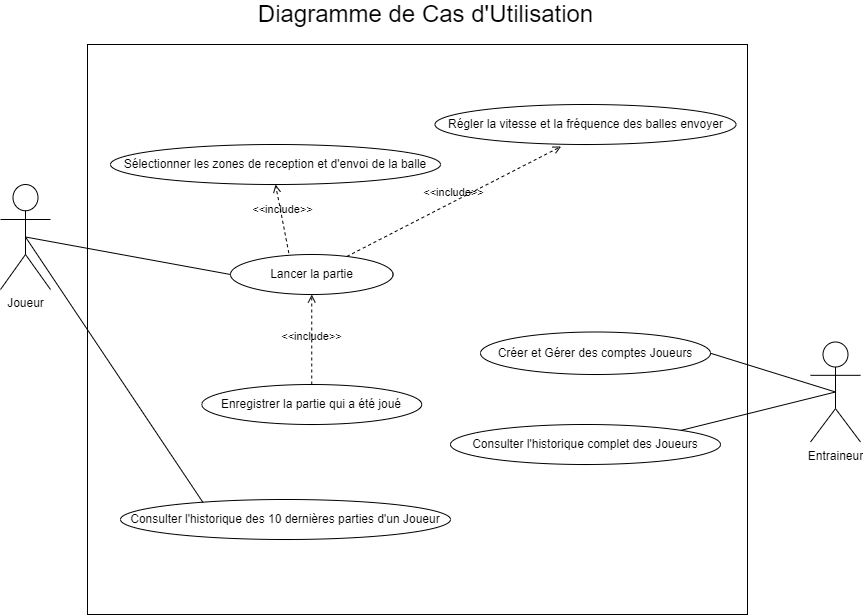 Diagramme de Cas d'Utilisation
Régler la vitesse et la fréquence des balles envoyer
Sélectionner les zones de reception et d'envoi de la balle
<<include>>
<<include>>
Lancer la partie
Joueur
<<include>>
Créer et Gérer des comptes Joueurs
Enregistrer la partie qui a été joué
Consulter l'historique complet des Joueurs
Entraineur
Consulter l'historique des 10 dernières parties d'un Joueur